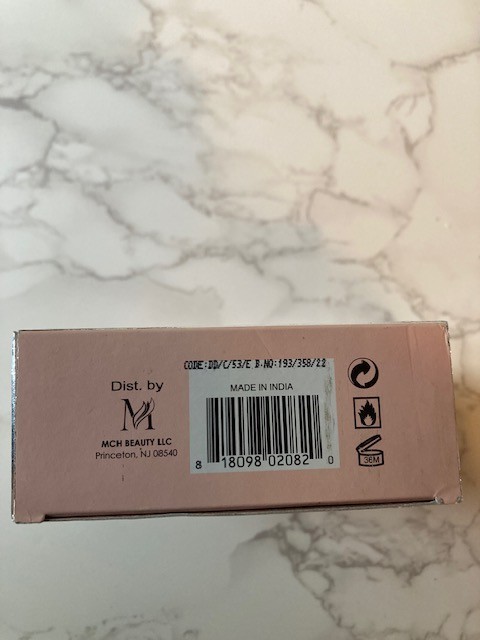 CODE:DD/C/53/E B.NO:193/358/22
Dist. by
M
MCH BEAUTY LLC
Princeton, NJ 08540
MADE IN INDIA
8 18098 02082 0
36M